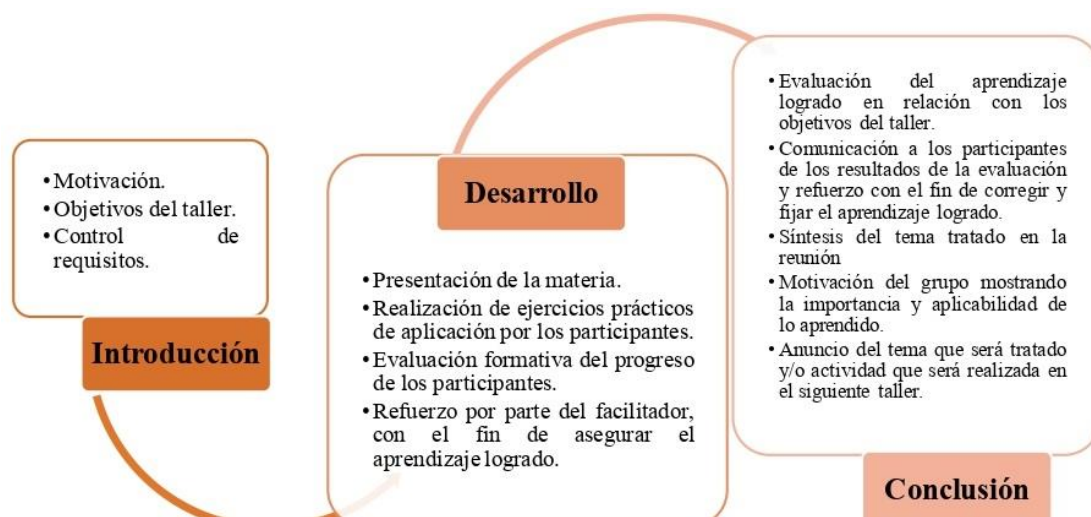 • Motivación.
• Objetivos del taller.
• Control de
requisitos.
Introducción
Desarrollo
• Presentación de la materia.
• Realización de ejercicios prácticos
de aplicación por los participantes.
• Evaluación formativa del progreso
de los participantes.
• Refuerzo por parte del facilitador,
con el fin de asegurar el
aprendizaje logrado.
• Evaluación del aprendizaje
logrado en relación con los
objetivos del taller.
• Comunicación a los participantes
de los resultados de la evaluación
y refuerzo con el fin de corregir y
fijar el aprendizaje logrado.
• Síntesis del tema tratado en la
reunión
• Motivación del grupo mostrando
la importancia y aplicabilidad de
lo aprendido.
• Anuncio del tema que será tratado
y/o actividad que será realizada en
el siguiente taller.
Conclusión